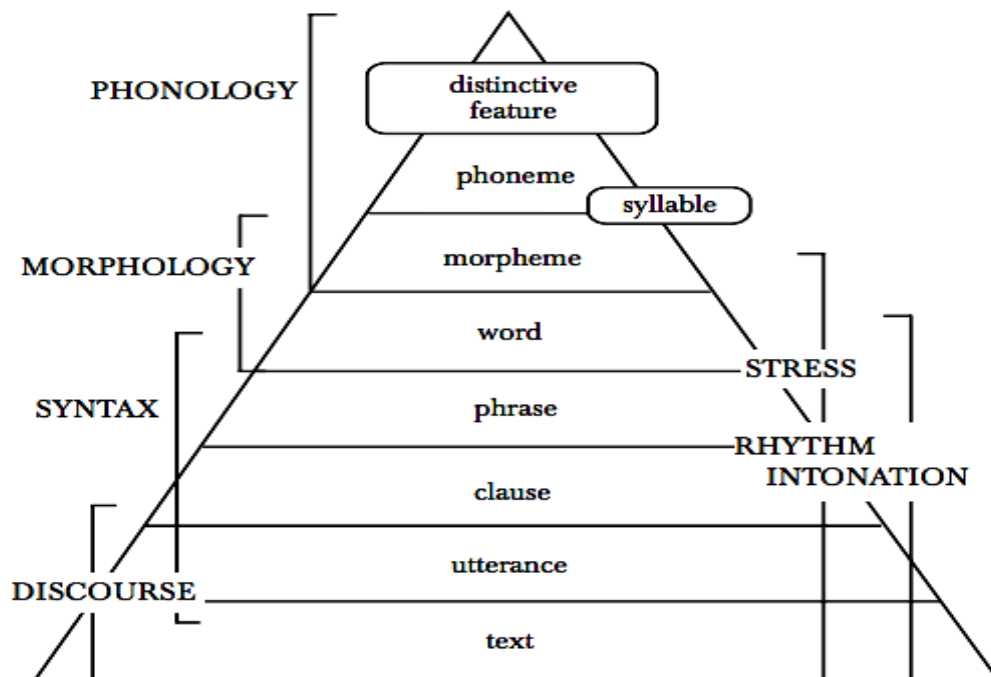 distinctive
feature
PHONOLOGY
phoneme
syllable
morpheme
MORPHOLOGY
word
STRESS
phrase
SYNTAX
RHYTHM
INTONATION
clause
utterance
DISCOURSE
text